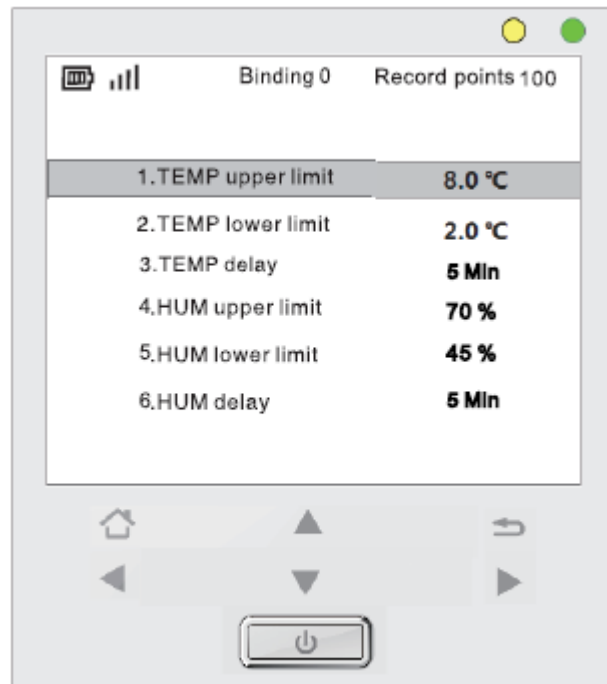 Binding 0 Record points 100
1.TEMP upper limit 8.0 ℃
2.TEMP lower limit 2.0 ℃
3.TEMP delay 5 Min
4.HUM upper limit 70 %
5.HUM lower limit 45 %
6.HUM delay 5 Min